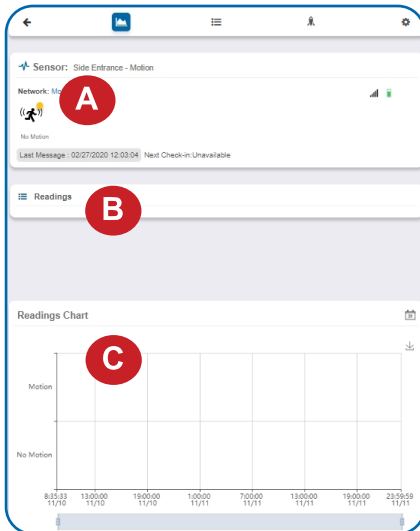 Sensor: Side Entrance - Motion
Network:
A
No Motion
Last Message : 02/27/2020 12:03:04 Next Check-in:Unavailable
Readings
B
Readings Chart
C
Motion
No Motion
8:35:33 13:00:00 19:00:00 1:00:00 7:00:00 13:00:00 19:00:00 23:59:59
11/10 11/10 11/10 11/11 11/11 11/11 11/11 11/11